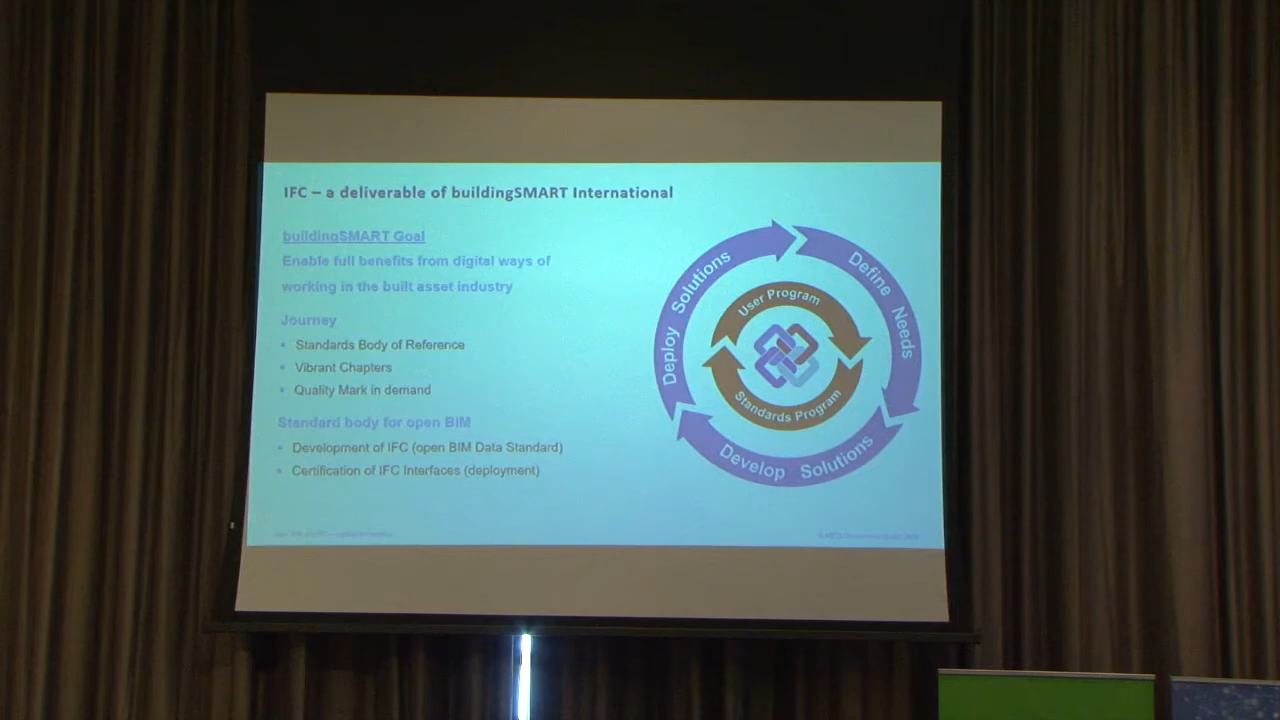 IFC – a deliverable of buildingSMART International
buildingSMART Goal
Enable full benefits from digital ways of
working in the built asset industry
Journey
• Standards Body of Reference
• Vibrant Chapters
• Quality Mark in demand
Standard body for open BIM
• Development of IFC (open BIM Data Standard)
• Certification of IFC Interfaces (deployment)
Deploy Solutions
Define Needs
Develop Solutions
User Program
Standards Program